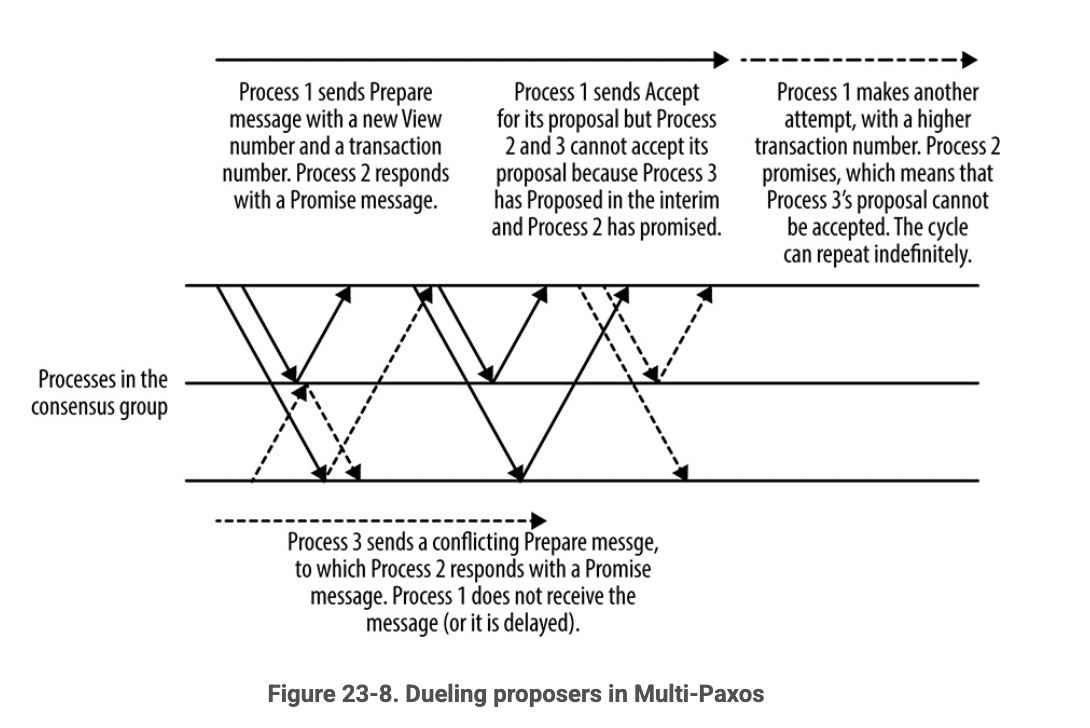 Process 1 sends Prepare
message with a new View
number and a transaction
number. Process 2 responds
with a Promise message.
Process 1 sends Accept
for its proposal but Process
2 and 3 cannot accept its
proposal because Process 3
has Proposed in the interim
and Process 2 has promised.
Process 1 makes another
attempt, with a higher
transaction number. Process 2
promises, which means that
Process 3’s proposal cannot
be accepted. The cycle
can repeat indefinitely.
Processes in the
consensus group
Process 3 sends a conflicting Prepare messge,
to which Process 2 responds with a Promise
message. Process 1 does not receive the
message (or it is delayed).
Figure 23-8. Dueling proposers in Multi-Paxos